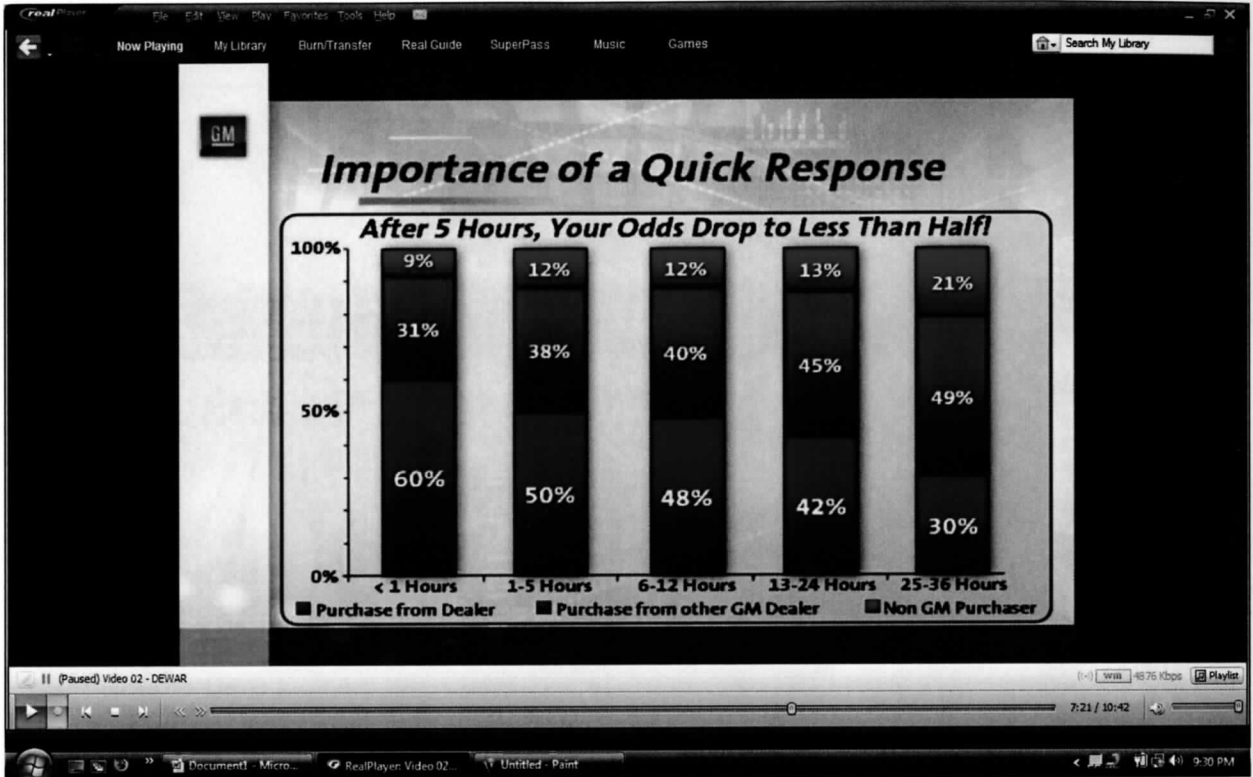 real Player File Edit View Play Favorites Tools Help
Now Playing My Library Burn/Transfer Real Guide SuperPass Music Games Search My Library
GM
Importance of a Quick Response
After 5 Hours, Your Odds Drop to Less Than Half!
100%
9% 12% 12% 13% 21%
31% 38% 40% 45% 49%
50%
60% 50% 48% 42% 30%
0%
< 1 Hours 1-5 Hours 6-12 Hours 13-24 Hours 25-36 Hours
Purchase from Dealer Purchase from other GM Dealer Non GM Purchaser
(Paused) Video 02 - DEWAR 48.76 Kbps Playlist
7:21 / 10:42
Document1 - Micro... RealPlayer: Video 02... Untitled - Paint 9:30 PM